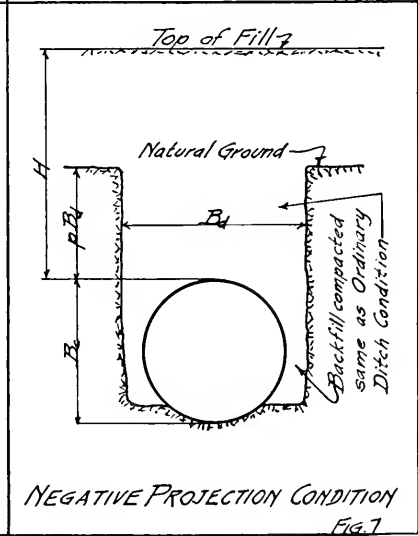 Top of Fill
Natural Ground
H
pBd
Bd
Bc
Backfill compacted
same as Ordinary
Ditch Condition
NEGATIVE PROJECTION CONDITION
FIG. 7